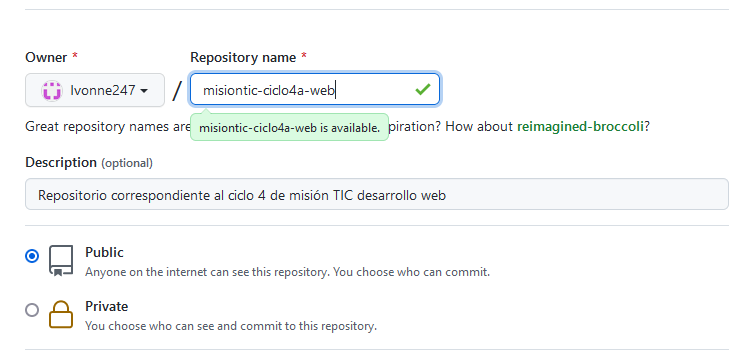 Owner *
Repository name *
Ivonne247 / misiontic-ciclo4a-web
Great repository names are
misiontic-ciclo4a-web is available.
piration? How about reimagined-broccoli?
Description (optional)
Repositorio correspondiente al ciclo 4 de misión TIC desarrollo web
Public
Anyone on the internet can see this repository. You choose who can commit.
Private
You choose who can see and commit to this repository.